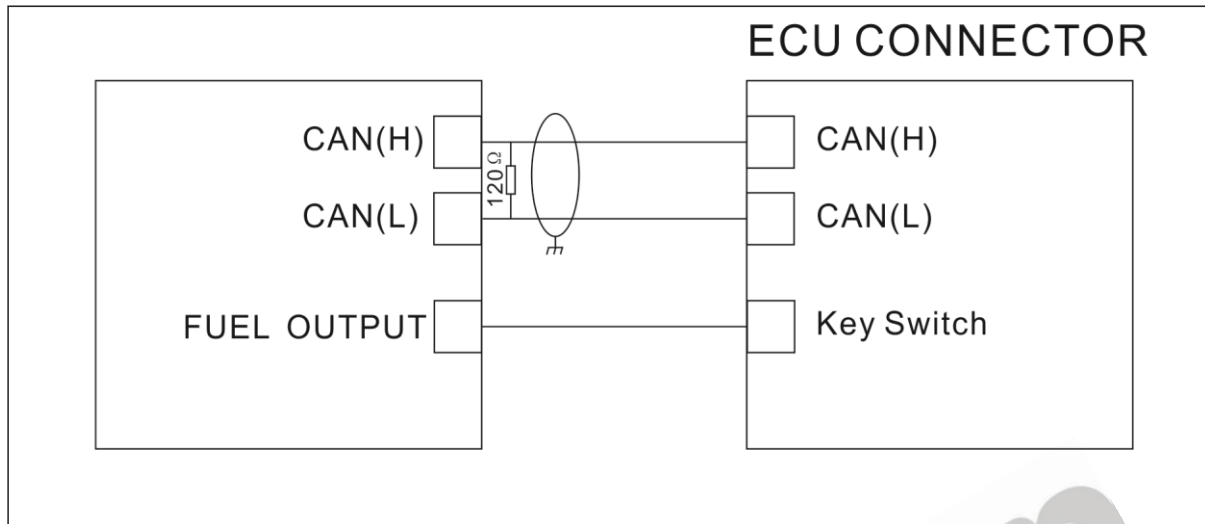 ECU CONNECTOR
CAN(H)
120Ω
CAN(H)
CAN(L)
CAN(L)
FUEL OUTPUT
Key Switch